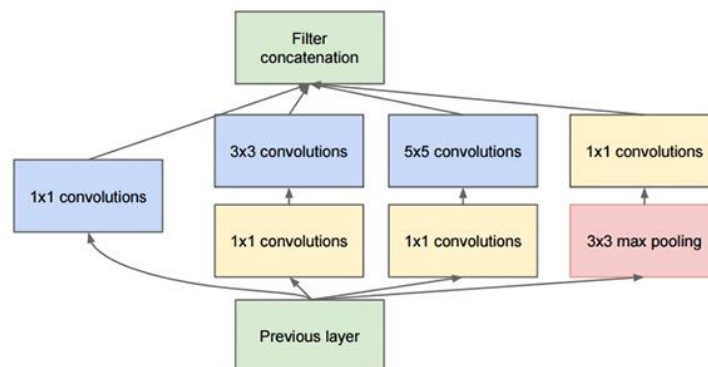 Filter
concatenation
3x3 convolutions
5x5 convolutions
1x1 convolutions
1x1 convolutions
1x1 convolutions
1x1 convolutions
3x3 max pooling
Previous layer